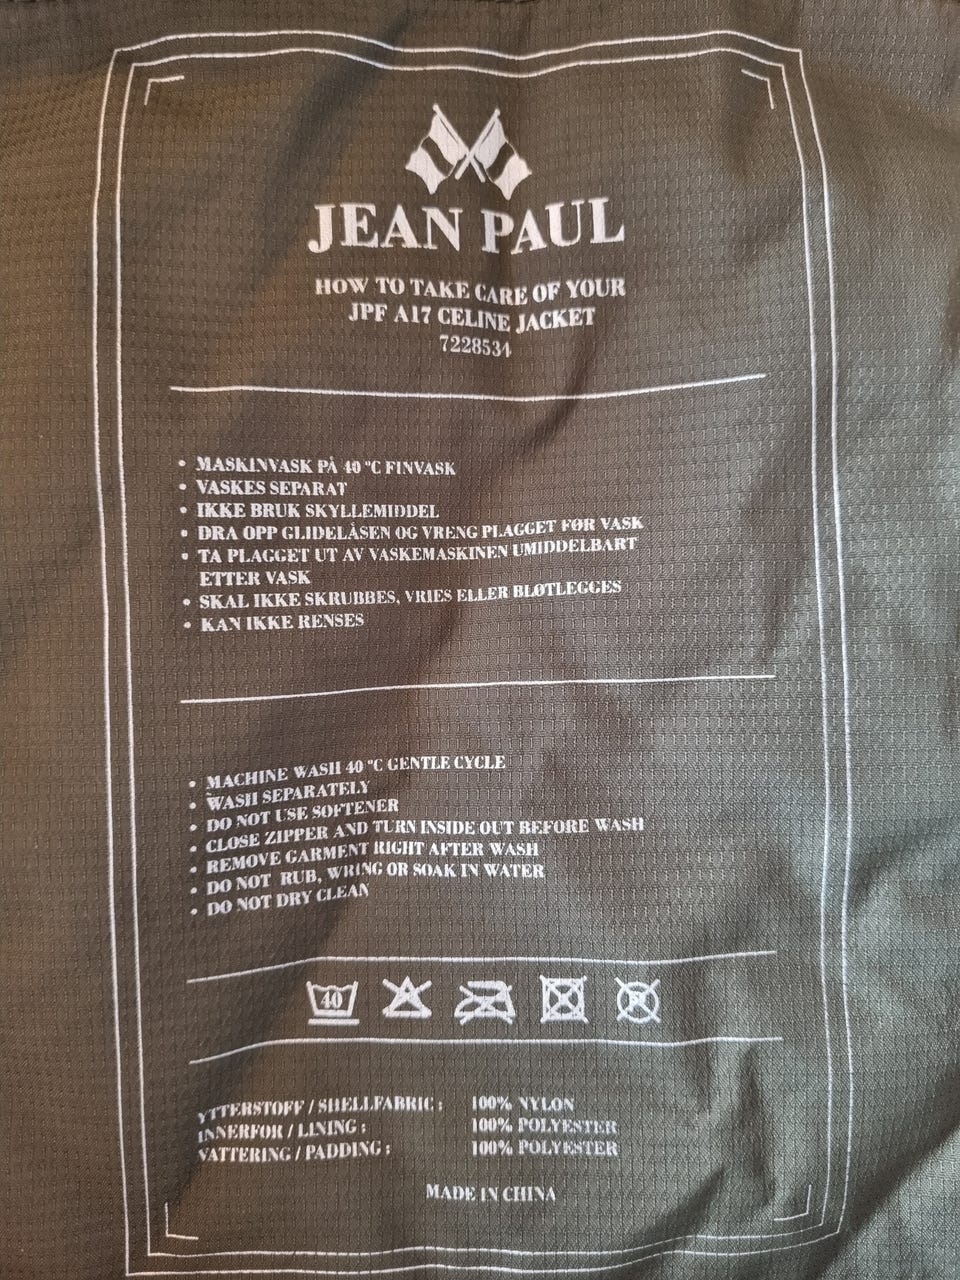 JEAN PAUL
HOW TO TAKE CARE OF YOUR
JPF A17 CELINE JACKET
7228534
• MASKINVASK PÅ 40 °C FINVASK
• VASKES SEPARAT
• IKKE BRUK SKYLLEMIDDEL
• DRA OPP GLIDELÅSEN OG VRENG PLAGGET FØR VASK
• TA PLAGGET UT AV VASKEMASKINEN UMIDDELBART
ETTER VASK
• SKAL IKKE SKRUBBES, VRIES ELLER BLØTLEGGES
• KAN IKKE RENSES
• MACHINE WASH 40 °C GENTLE CYCLE
• WASH SEPARATELY
• DO NOT USE SOFTENER
• CLOSE ZIPPER AND TURN INSIDE OUT BEFORE WASH
• REMOVE GARMENT RIGHT AFTER WASH
• DO NOT RUB, WRING OR SOAK IN WATER
• DO NOT DRY CLEAN
40 P
YTTERSTOFF / SHELLFABRIC : 100% NYLON
INNERFOR / LINING : 100% POLYESTER
VATTERING / PADDING : 100% POLYESTER
MADE IN CHINA